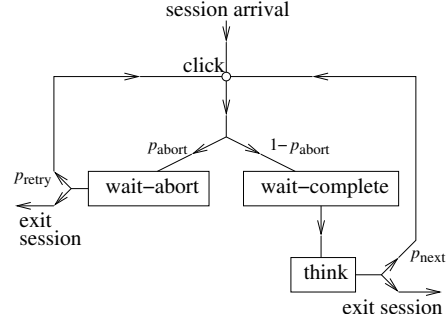 session arrival
click
p_abort
1− p_abort
p_retry
wait−abort
wait−complete
exit
session
think
p_next
exit session